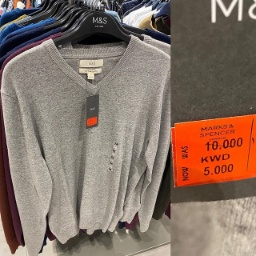 M&S
M&S
MARKS &
SPENCER
WAS 10.000
KWD
NOW 5.000